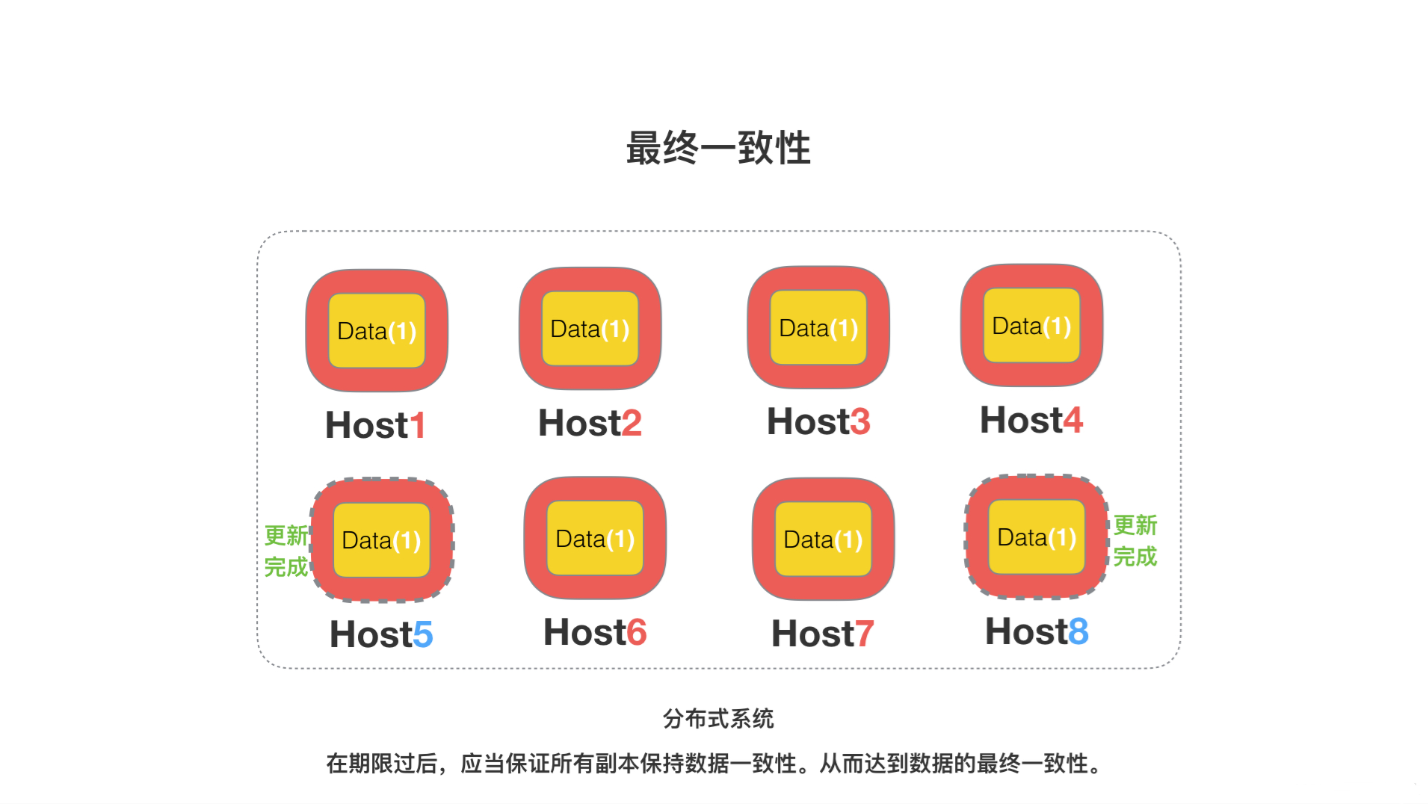 最终一致性
Data(1) Data(1) Data(1) Data(1)
Host1 Host2 Host3 Host4
更新
完成
Data(1) Data(1) Data(1) Data(1)
更新
完成
Host5 Host6 Host7 Host8
分布式系统
在期限过后，应当保证所有副本保持数据一致性。从而达到数据的最终一致性。